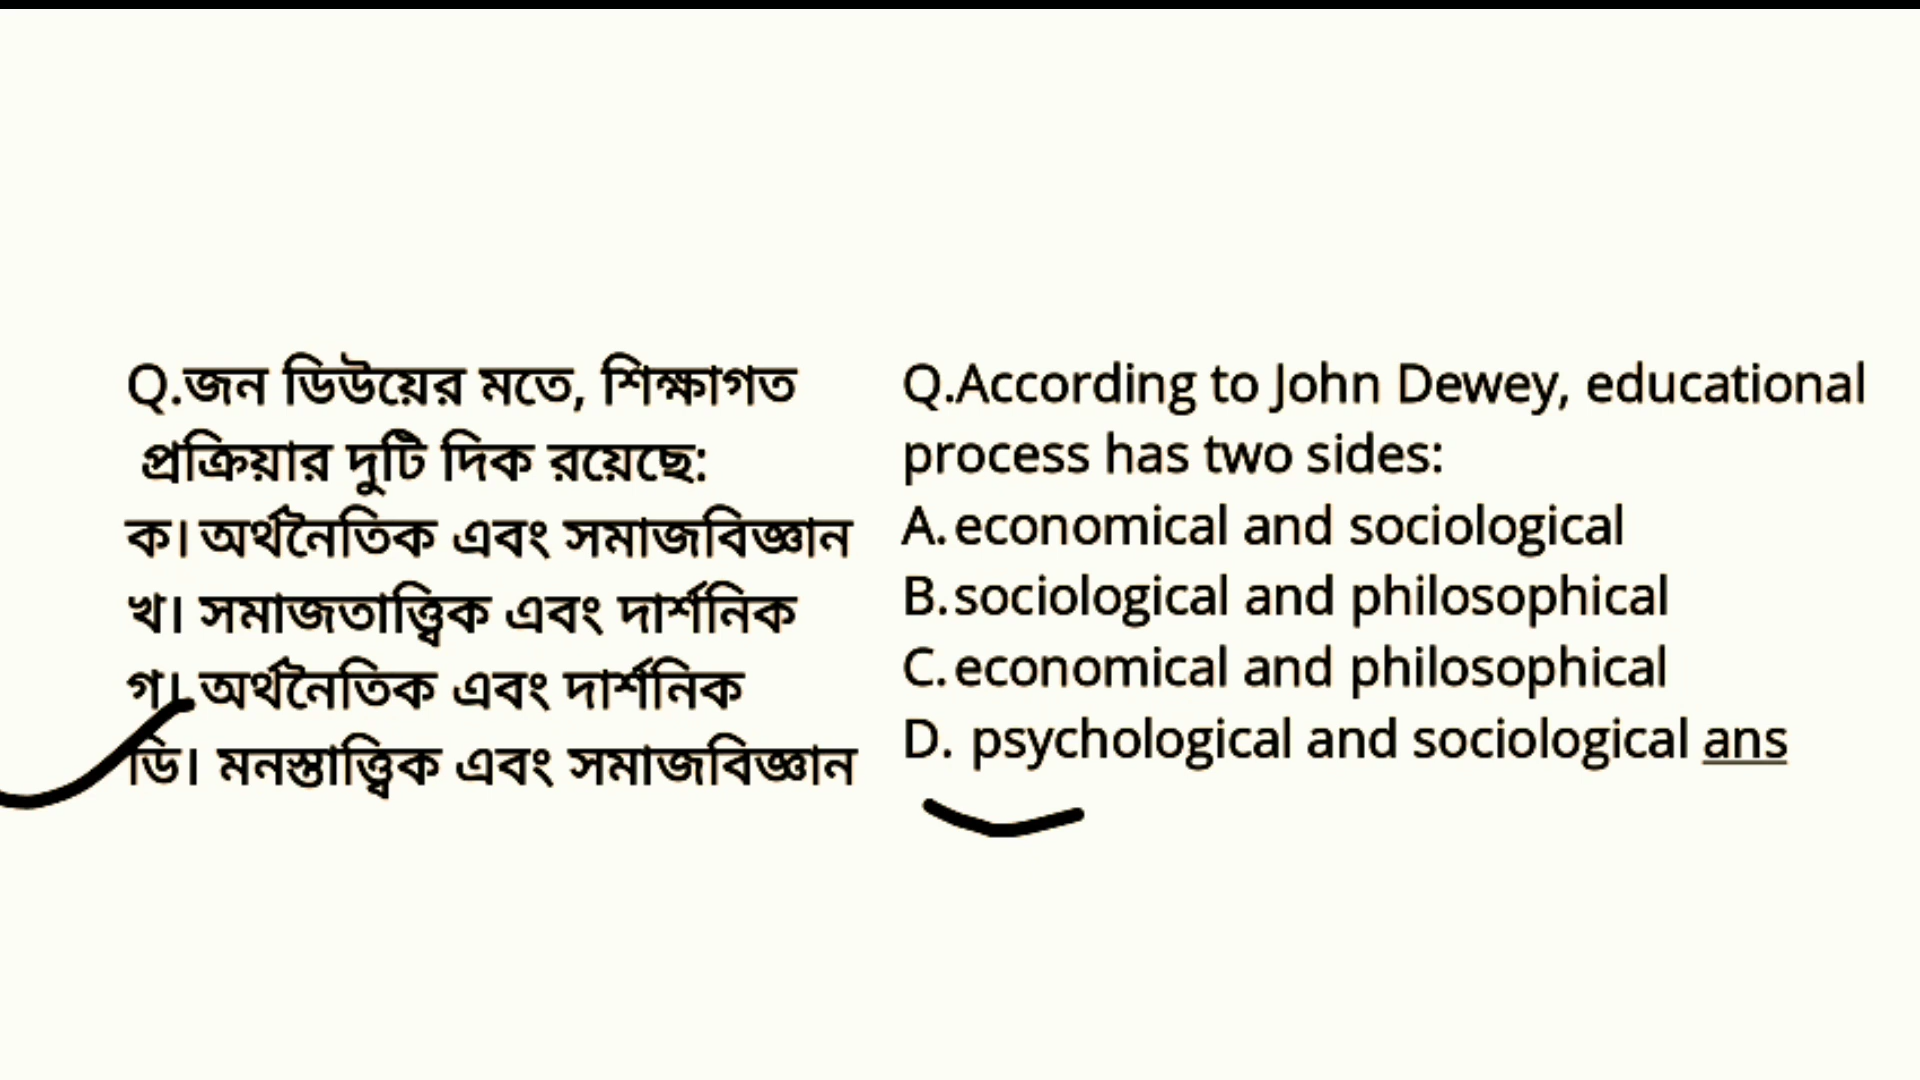 Q.জন ডিউয়ের মতে, শিক্ষাগত
প্রক্রিয়ার দুটি দিক রয়েছে:
ক। অর্থনৈতিক এবং সমাজবিজ্ঞান
খ। সমাজতাত্ত্বিক এবং দার্শনিক
গ। অর্থনৈতিক এবং দার্শনিক
ডি। মনস্তাত্ত্বিক এবং সমাজবিজ্ঞান
Q.According to John Dewey, educational
process has two sides:
A. economical and sociological
B. sociological and philosophical
C. economical and philosophical
D. psychological and sociological ans